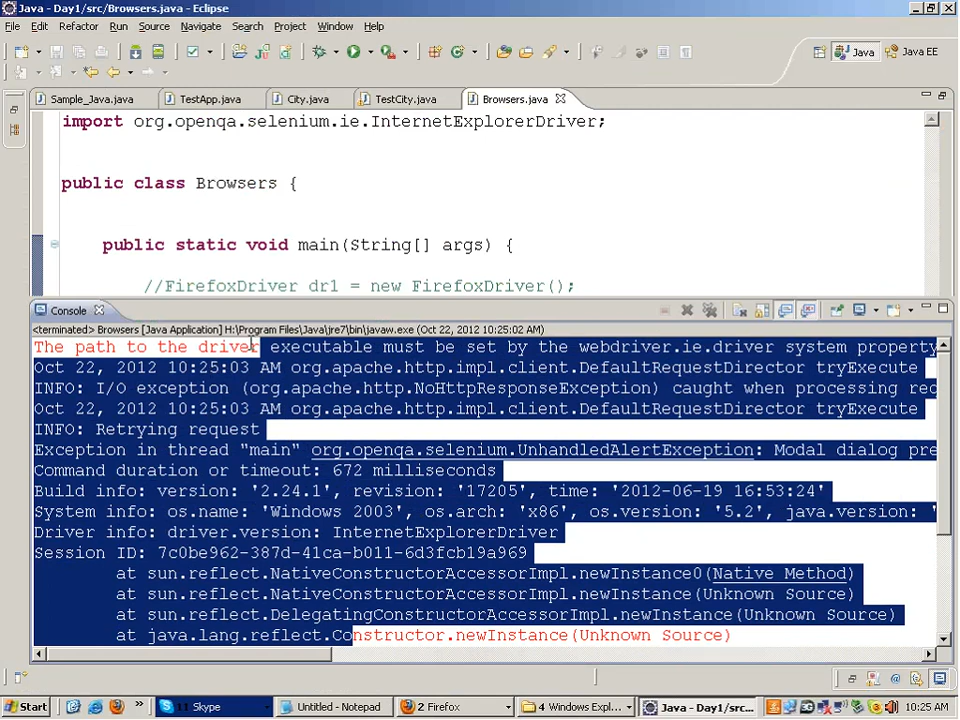 Java - Day1/src/Browsers.java - Eclipse
File Edit Refactor Run Source Navigate Search Project Window Help
Java Java EE
Sample_Java.java TestApp.java City.java TestCity.java Browsers.java
import org.openqa.selenium.ie.InternetExplorerDriver;
public class Browsers {
public static void main(String[] args) {
//FirefoxDriver dr1 = new FirefoxDriver();
Console
<terminated> Browsers [Java Application] H:\Program Files\Java\jre7\bin\javaw.exe (Oct 22, 2012 10:25:02 AM)
The path to the driver executable must be set by the webdriver.ie.driver system property
Oct 22, 2012 10:25:03 AM org.apache.http.impl.client.DefaultRequestDirector tryExecute
INFO: I/O exception (org.apache.http.NoHttpResponseException) caught when processing req
Oct 22, 2012 10:25:03 AM org.apache.http.impl.client.DefaultRequestDirector tryExecute
INFO: Retrying request
Exception in thread "main" org.openqa.selenium.UnhandledAlertException: Modal dialog pre
Command duration or timeout: 672 milliseconds
Build info: version: '2.24.1', revision: '17205', time: '2012-06-19 16:53:24'
System info: os.name: 'Windows 2003', os.arch: 'x86', os.version: '5.2', java.version: '
Driver info: driver.version: InternetExplorerDriver
Session ID: 7c0be962-387d-41ca-b011-6d3fcb19a969
at sun.reflect.NativeConstructorAccessorImpl.newInstance0(Native Method)
at sun.reflect.NativeConstructorAccessorImpl.newInstance(Unknown Source)
at sun.reflect.DelegatingConstructorAccessorImpl.newInstance(Unknown Source)
at java.lang.reflect.Constructor.newInstance(Unknown Source)
Start Skype Untitled - Notepad 2 Firefox 4 Windows Expl... Java - Day1/src... 10:25 AM